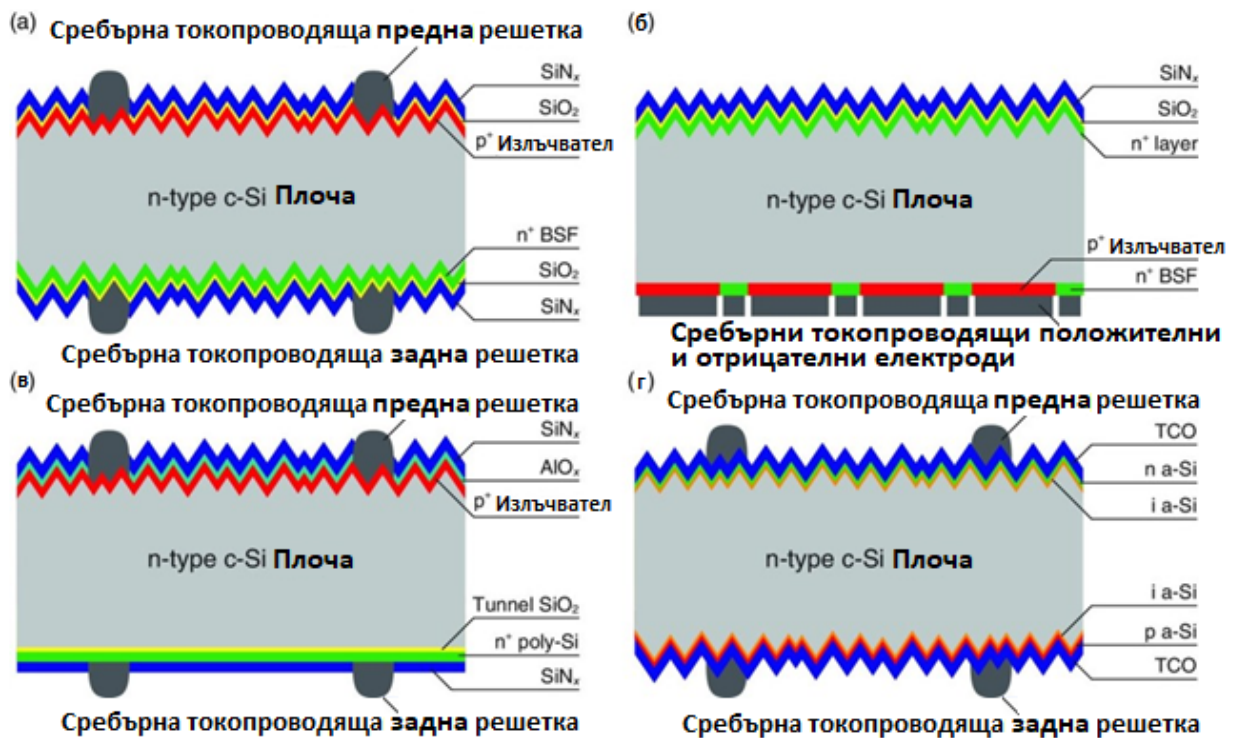 (а)
Сребърна токопроводяща предна решетка
SiNₓ
SiO₂
p⁺ Излъчвател
n-type c-Si Плоча
n⁺ BSF
SiO₂
SiNₓ
Сребърна токопроводяща задна решетка
(б)
SiNₓ
SiO₂
n⁺ layer
n-type c-Si Плоча
p⁺ Излъчвател
n⁺ BSF
Сребърни токопроводящи положителни
и отрицателни електроди
(в)
Сребърна токопроводяща предна решетка
SiNₓ
AlOₓ
p⁺ Излъчвател
n-type c-Si Плоча
Tunnel SiO₂
n⁺ poly-Si
SiNₓ
Сребърна токопроводяща задна решетка
(г)
Сребърна токопроводяща предна решетка
TCO
n a-Si
i a-Si
n-type c-Si Плоча
i a-Si
p a-Si
TCO
Сребърна токопроводяща задна решетка